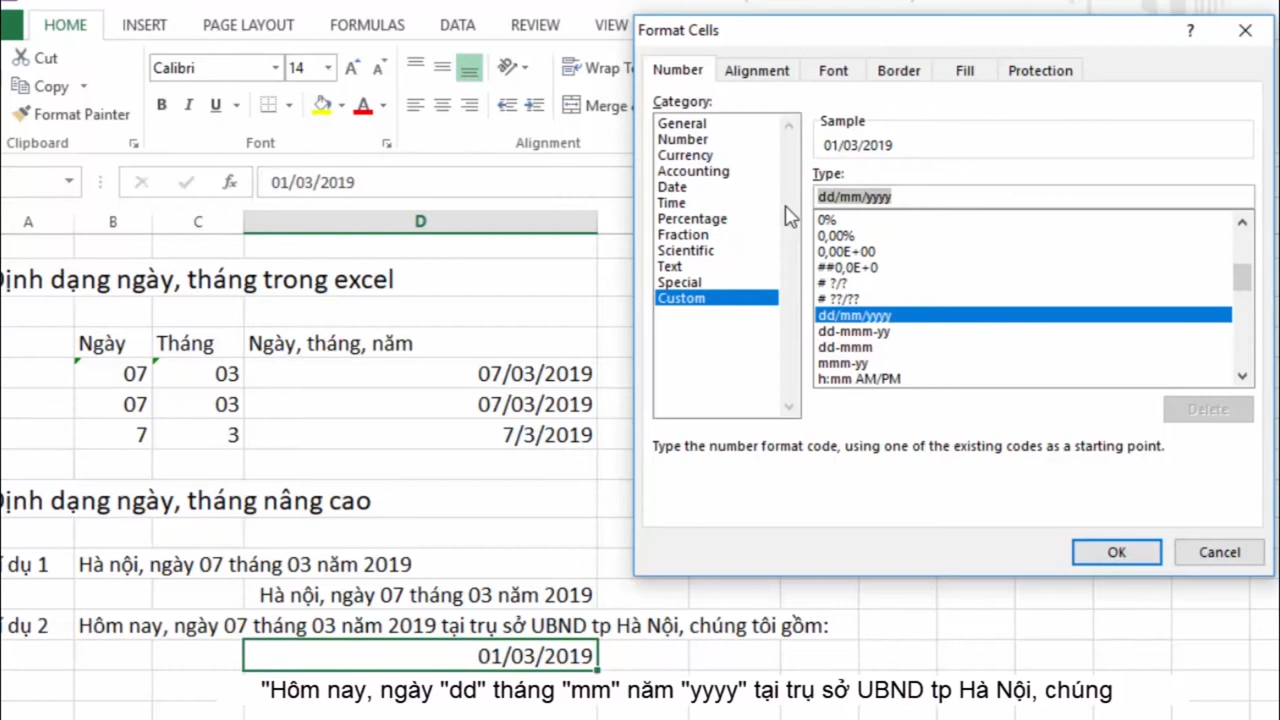 HOME INSERT PAGE LAYOUT FORMULAS DATA REVIEW VIEW
Cut
Copy
Format Painter
Clipboard
Calibri 14
B I U A
Font
Wrap
Merge
Alignment
fx 01/03/2019
A B C D
Định dạng ngày, tháng trong excel
Ngày Tháng Ngày, tháng, năm
07 03 07/03/2019
07 03 07/03/2019
7 3 7/3/2019
Định dạng ngày, tháng nâng cao
í dụ 1 Hà nội, ngày 07 tháng 03 năm 2019
Hà nội, ngày 07 tháng 03 năm 2019
í dụ 2 Hôm nay, ngày 07 tháng 03 năm 2019 tại trụ sở UBND tp Hà Nội, chúng tôi gồm:
01/03/2019
"Hôm nay, ngày "dd" tháng "mm" năm "yyyy" tại trụ sở UBND tp Hà Nội, chúng
Format Cells ?
Number Alignment Font Border Fill Protection
Category:
General
Number
Currency
Accounting
Date
Time
Percentage
Fraction
Scientific
Text
Special
Custom
Sample
01/03/2019
Type:
dd/mm/yyyy
0%
0,00%
0,00E+00
##0,0E+0
# ?/?
# ??/??
dd/mm/yyyy
dd-mmm-yy
dd-mmm
mmm-yy
h:mm AM/PM
Delete
Type the number format code, using one of the existing codes as a starting point.
OK Cancel